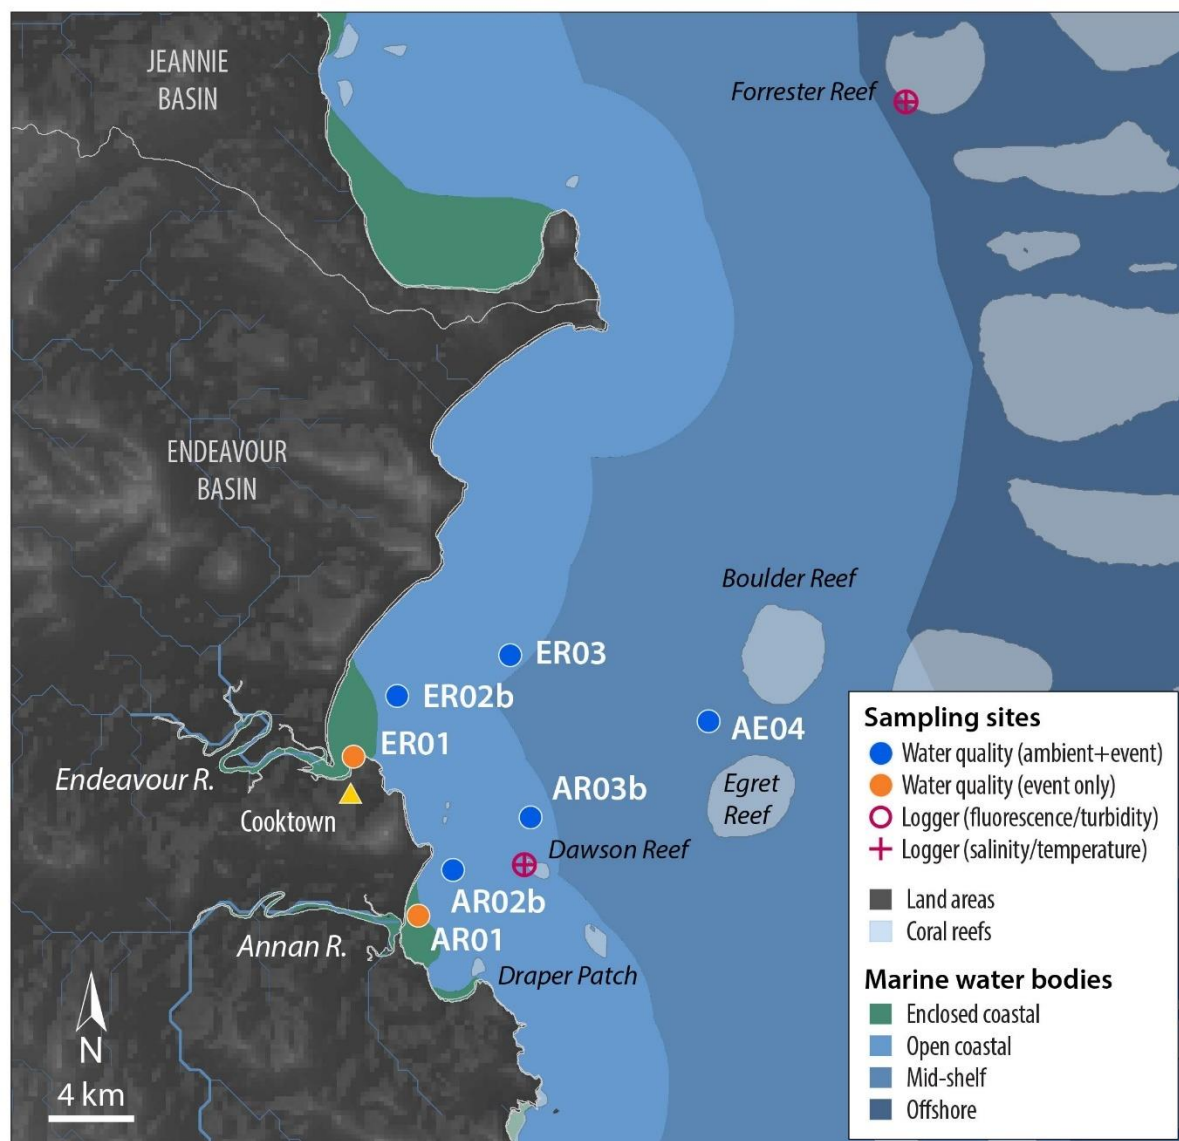 JEANNIE
BASIN
Forrester Reef
ENDEAVOUR
BASIN
Boulder Reef
ER03
ER02b
AE04
ER01
Endeavour R.
Cooktown
AR03b
Egret
Reef
Dawson Reef
AR02b
AR01
Annan R.
Draper Patch
N
4 km
Sampling sites
Water quality (ambient+event)
Water quality (event only)
Logger (fluorescence/turbidity)
Logger (salinity/temperature)
Land areas
Coral reefs
Marine water bodies
Enclosed coastal
Open coastal
Mid-shelf
Offshore